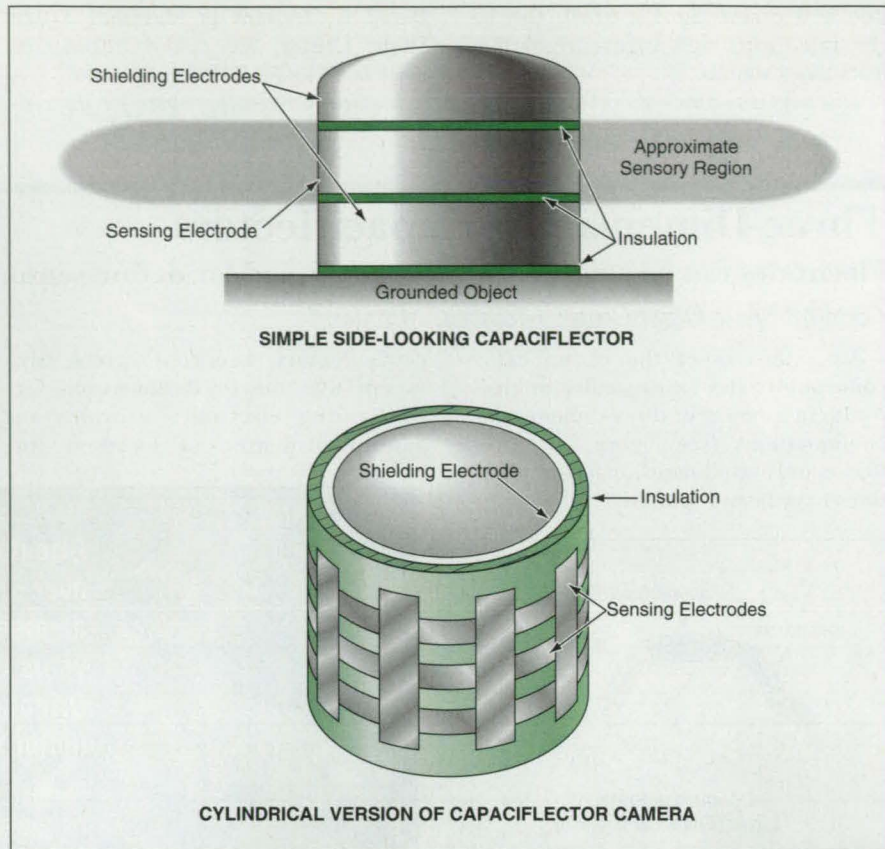 Shielding Electrodes
Approximate
Sensory Region
Sensing Electrode
Insulation
Grounded Object
SIMPLE SIDE-LOOKING CAPACIFLECTOR
Shielding Electrode
Insulation
Sensing Electrodes
CYLINDRICAL VERSION OF CAPACIFLECTOR CAMERA